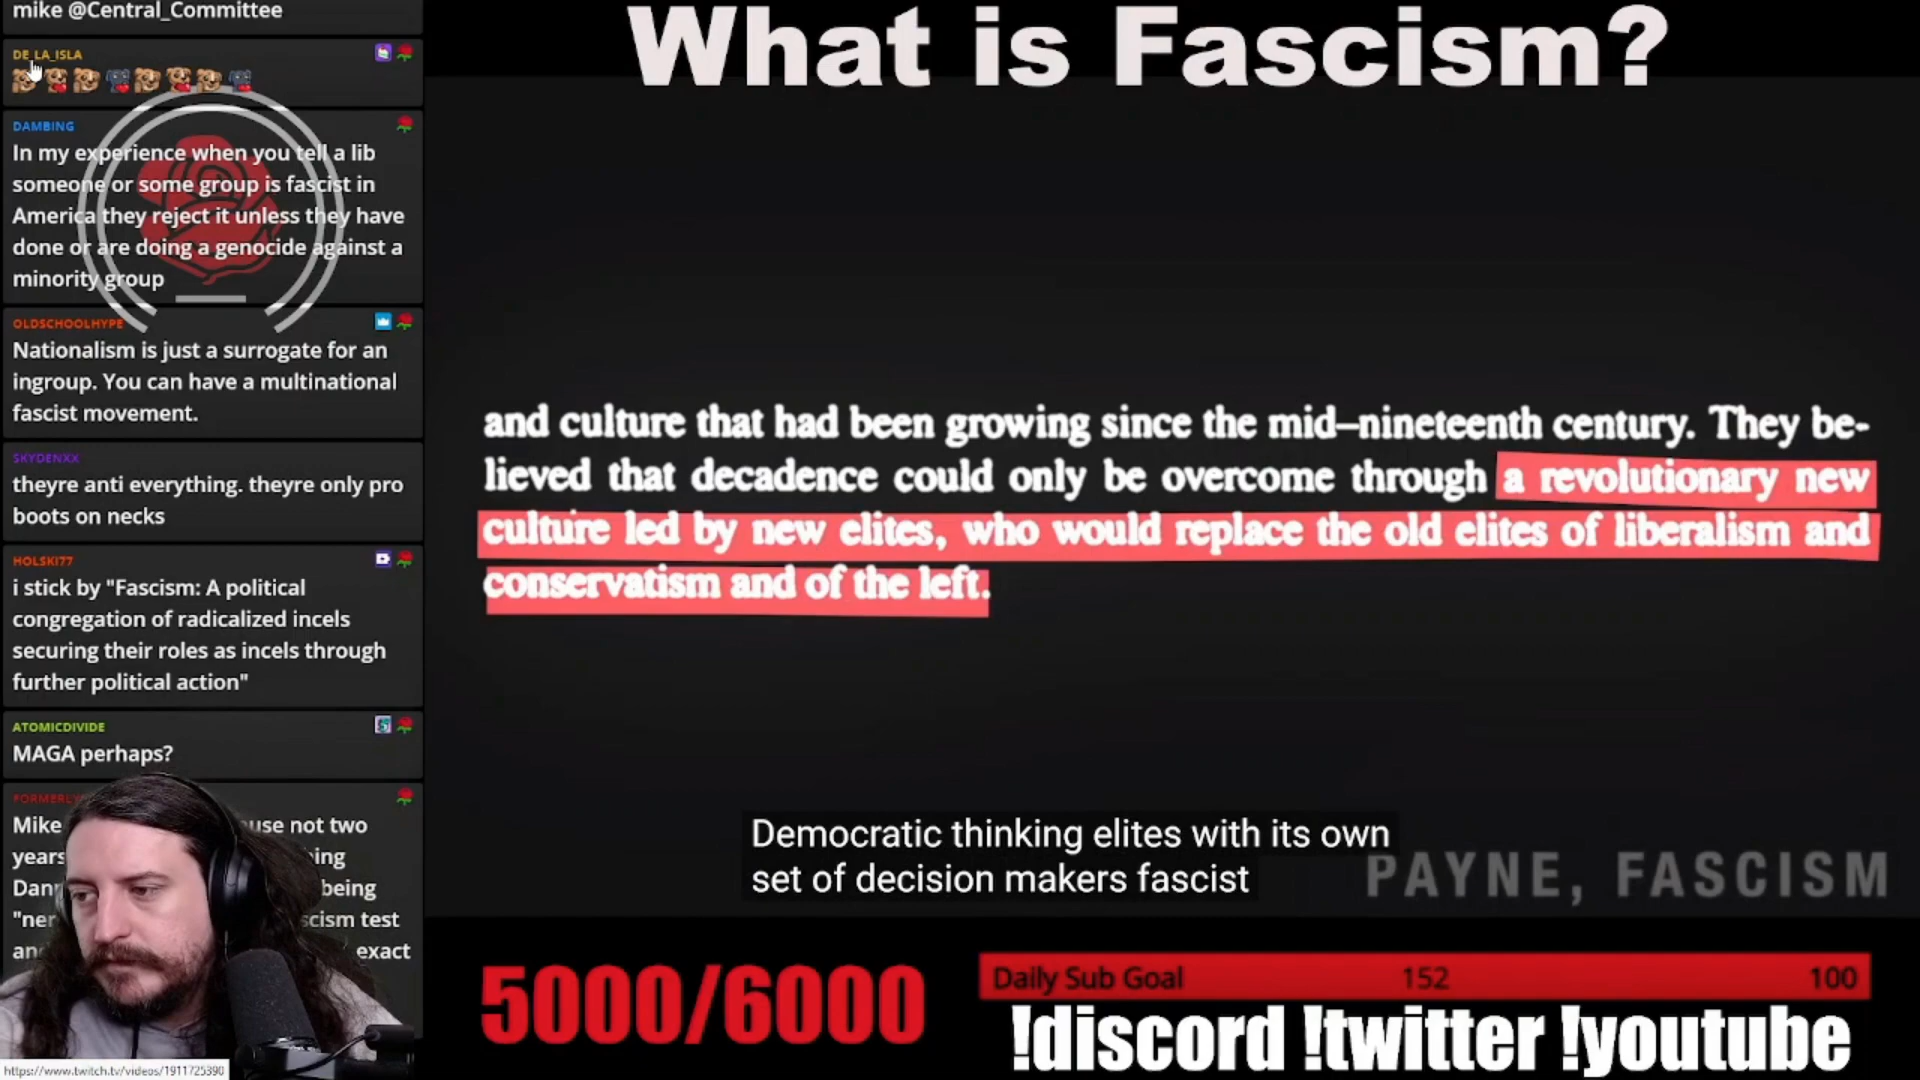 mike @Central_Committee
DE_LA_ISLA
DAMBING
In my experience when you tell a lib
someone or some group is fascist in
America they reject it unless they have
done or are doing a genocide against a
minority group
OLDSCHOOLHYPE
Nationalism is just a surrogate for an
ingroup. You can have a multinational
fascist movement.
SKYDENXX
theyre anti everything. theyre only pro
boots on necks
HOLSKI77
i stick by "Fascism: A political
congregation of radicalized incels
securing their roles as incels through
further political action"
ATOMICDIVIDE
MAGA perhaps?
Mike use not two
years
being
scism test
exact
https://www.twitch.tv/videos/1911725390
What is Fascism?
and culture that had been growing since the mid–nineteenth century. They be-
lieved that decadence could only be overcome through a revolutionary new
culture led by new elites, who would replace the old elites of liberalism and
conservatism and of the left.
Democratic thinking elites with its own
set of decision makers fascist
PAYNE, FASCISM
5000/6000
Daily Sub Goal 152 100
!discord !twitter !youtube